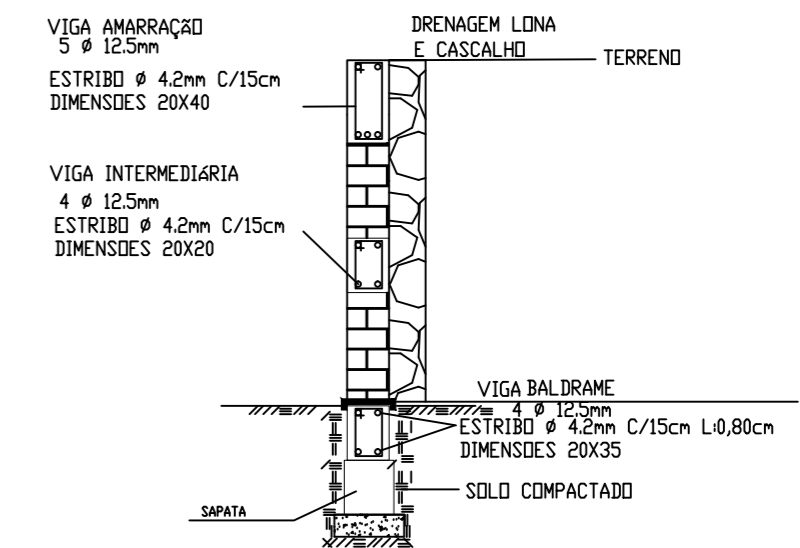 VIGA AMARRAÇãO
5 Ø 12.5mm
ESTRIBO Ø 4.2mm C/15cm
DIMENSOES 20X40
DRENAGEM LONA
E CASCALHO
TERRENO
VIGA INTERMEDIáRIA
4 Ø 12.5mm
ESTRIBO Ø 4.2mm C/15cm
DIMENSOES 20X20
VIGA BALDRAME
4 Ø 12.5mm
ESTRIBO Ø 4.2mm C/15cm L:0,80cm
DIMENSOES 20X35
SOLO COMPACTADO
SAPATA